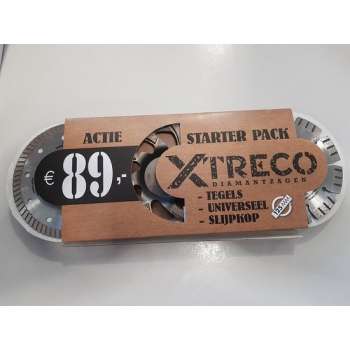 ACTIE
€ 89,-
STARTER PACK
XTRECO
DIAMANTZAGEN
- TEGELS
- UNIVERSEEL
- SLIJPKOP